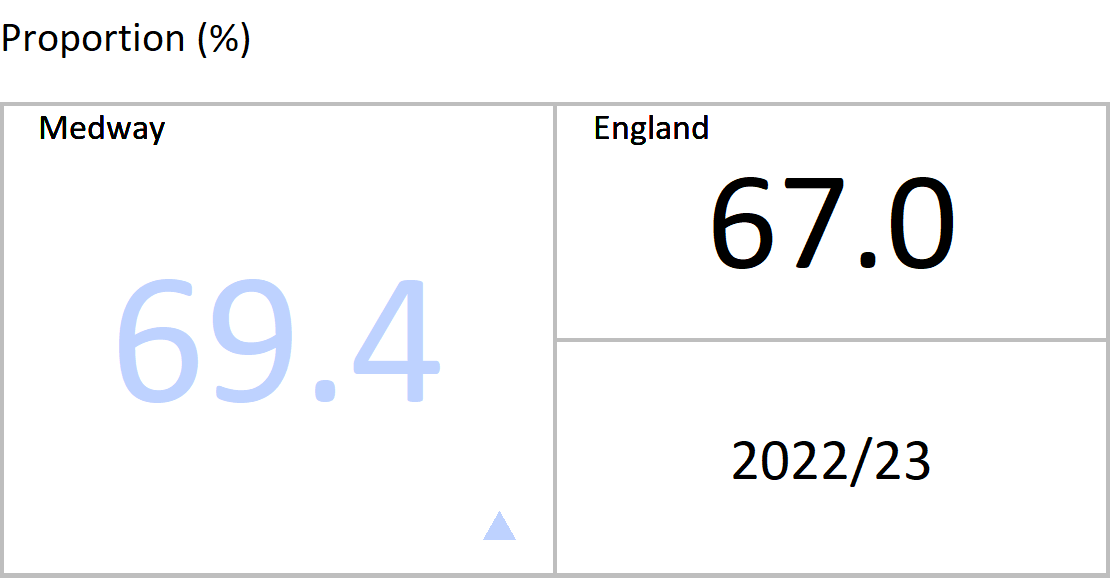 Proportion (%)
Medway
69.4
England
67.0
2022/23